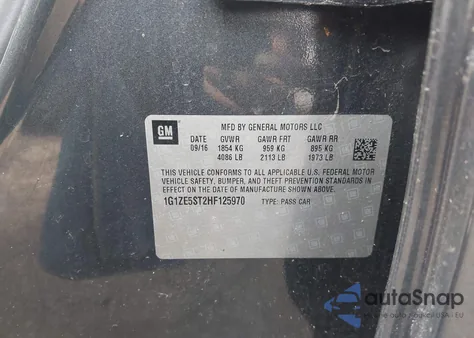 GM
MFD BY GENERAL MOTORS LLC
DATE GVWR GAWR FRT GAWR RR
09/16 1854 KG 959 KG 895 KG
4086 LB 2113 LB 1973 LB
THIS VEHICLE CONFORMS TO ALL APPLICABLE U.S. FEDERAL MOTOR
VEHICLE SAFETY, BUMPER, AND THEFT PREVENTION STANDARDS IN
EFFECT ON THE DATE OF MANUFACTURE SHOWN ABOVE.
1G1ZE5ST2HF125970 TYPE: PASS CAR
autoSnap